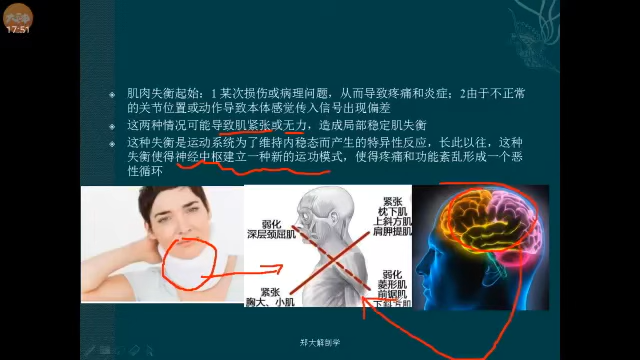 17:51
肌肉失衡起始：1 某次损伤或病理问题，从而导致疼痛和炎症；2由于不正常
的关节位置或动作导致本体感觉传入信号出现偏差
这两种情况可能导致肌紧张或无力，造成局部稳定肌失衡
这种失衡是运动系统为了维持内稳态而产生的特异性反应，长此以往，这种
失衡使得神经中枢建立一种新的运功模式，使得疼痛和功能紊乱形成一个恶
性循环
弱化
深层颈屈肌
紧张
枕下肌
上斜方肌
肩胛提肌
紧张
胸大、小肌
弱化
菱形肌
前锯肌
下斜方肌
郑大解剖学